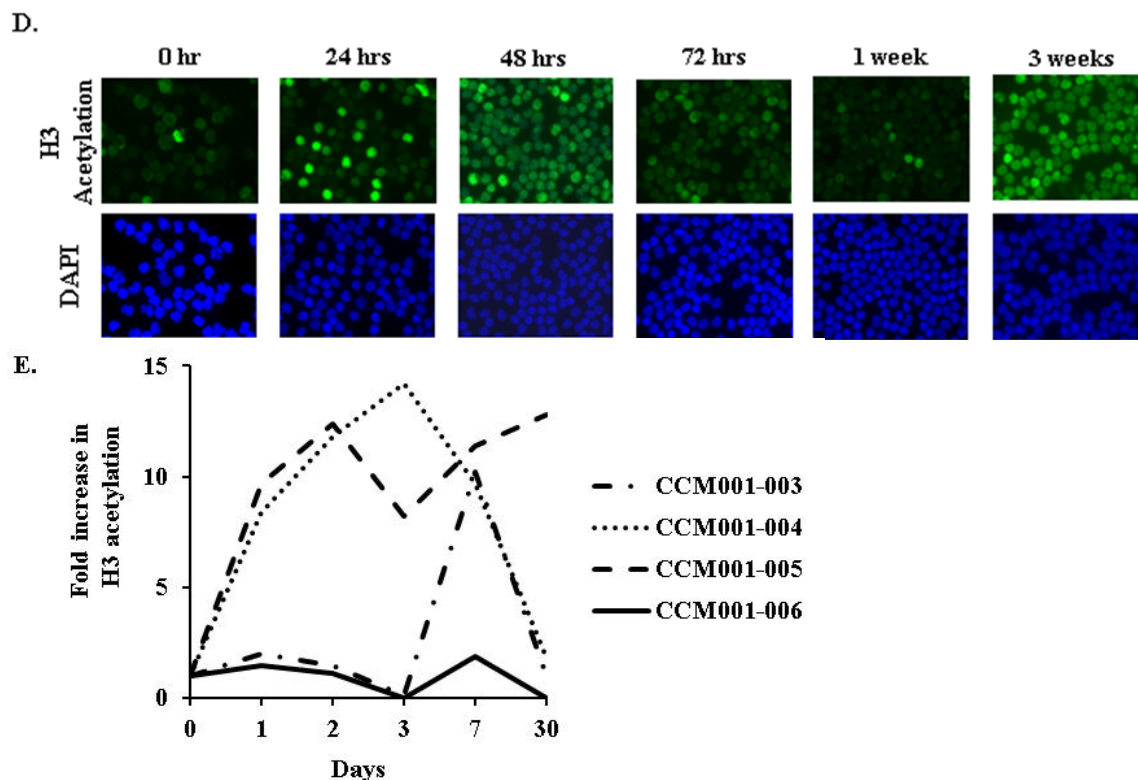 D.
0 hr 24 hrs 48 hrs 72 hrs 1 week 3 weeks
H3
Acetylation
DAPI
E.
Fold increase in
H3 acetylation
15
10
5
0
0 1 2 3 7 30
Days
CCM001-003
CCM001-004
CCM001-005
CCM001-006